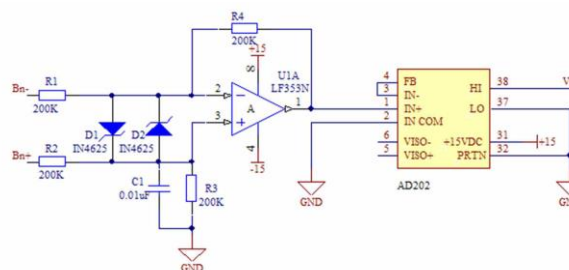 R4
200K
+15
U1A
LF353N
Bn-
R1
200K
2
8
A
1
3
4
-15
D1
IN4625
D2
IN4625
Bn+
R2
200K
C1
0.01uF
R3
200K
GND
GND
4 FB HI 38 V
3 IN- LO 37
1 IN+
2 IN COM
6 VISO- +15VDC 31 +15
5 VISO+ PRTN 32
AD202
GN